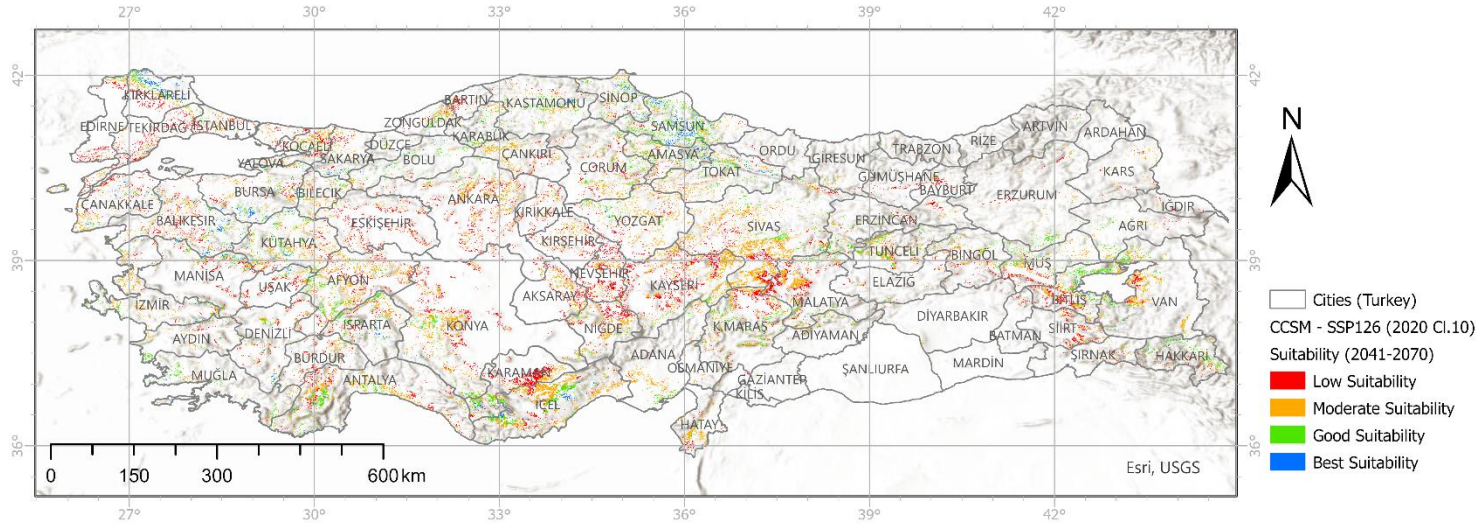 27° 30° 33° 36° 39° 42°
42° 42°
KIRKLARELİ BARTIN KASTAMONU SİNOP
EDİRNE TEKİRDAĞ İSTANBUL ZONGULDAK SAMSUN ARTVİN
KOCAELİ DÜZCE KARABÜK ORDU TRABZON RİZE ARDAHAN
YALOVA SAKARYA BOLU ÇANKIRI ÇORUM AMASYA GİRESUN
TOKAT GÜMÜŞHANE KARS
ÇANAKKALE BURSA BİLECİK ANKARA BAYBURT ERZURUM IĞDIR
BALIKESİR ESKİŞEHİR KIRIKKALE YOZGAT SİVAS ERZİNCAN AĞRI
KÜTAHYA KIRŞEHİR TUNCELİ BİNGÖL
39° MUŞ 39°
MANİSA UŞAK AFYON NEVŞEHİR KAYSERİ ELAZIĞ
İZMİR AKSARAY MALATYA BİTLİS VAN
AYDIN DENİZLİ ISPARTA KONYA NİĞDE K.MARAŞ ADIYAMAN DİYARBAKIR BATMAN SİİRT
BURDUR ADANA MARDİN ŞIRNAK HAKKARİ
MUĞLA ANTALYA KARAMAN OSMANİYE GAZİANTEP ŞANLIURFA
İÇEL KİLİS
HATAY
36° 36°
0 150 300 600 km
Esri, USGS
27° 30° 33° 36° 39° 42°
N
Cities (Turkey)
CCSM - SSP126 (2020 Cl.10)
Suitability (2041-2070)
Low Suitability
Moderate Suitability
Good Suitability
Best Suitability